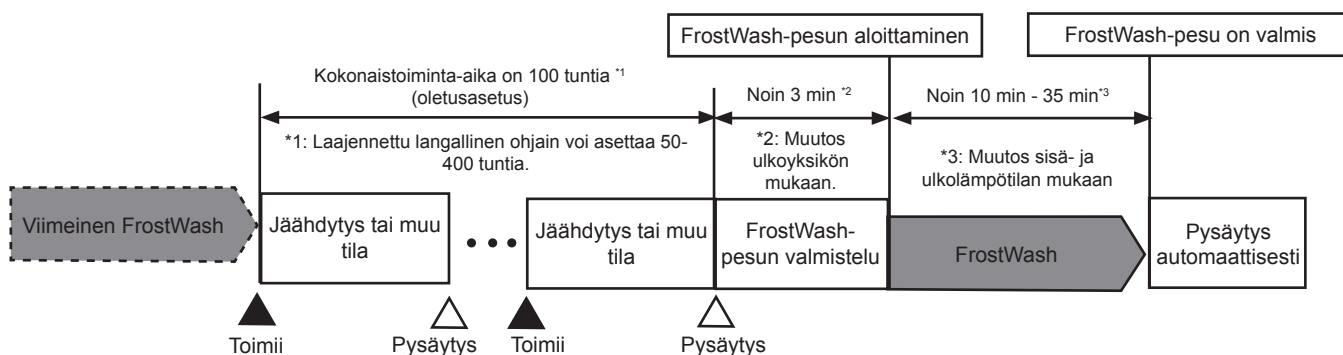 FrostWash-pesun aloittaminen
FrostWash-pesu on valmis
Kokonaistoiminta-aika on 100 tuntia *1
(oletusasetus)
Noin 3 min *2
Noin 10 min - 35 min*3
*1: Laajennettu langallinen ohjain voi asettaa 50-
400 tuntia.
*2: Muutos
ulkoyksikön
mukaan.
*3: Muutos sisä- ja
ulkolämpötilan mukaan
Viimeinen FrostWash
Jäähdytys tai muu
tila
Jäähdytys tai muu
tila
FrostWash-
pesun valmistelu
FrostWash
Pysäytys
automaattisesti
Toimii
Pysäytys
Toimii
Pysäytys